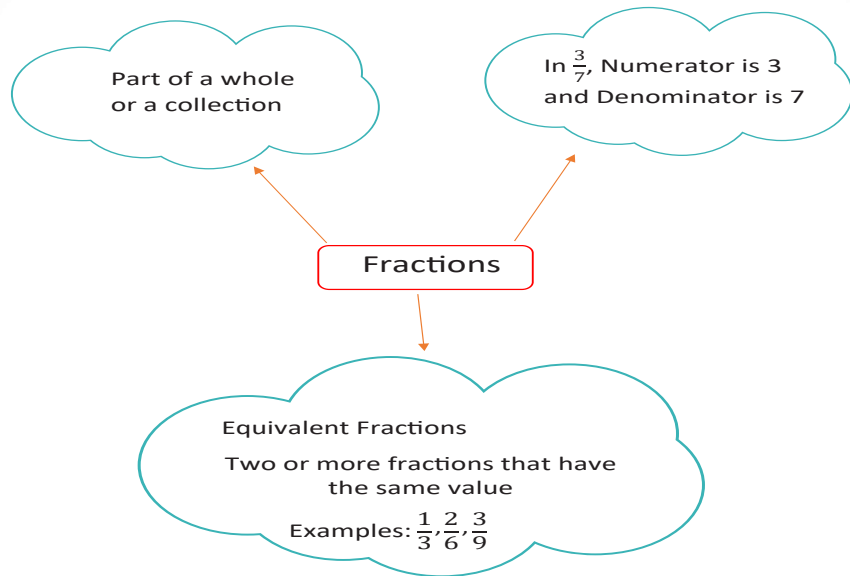 Part of a whole
or a collection
In 3/7, Numerator is 3
and Denominator is 7
Fractions
Equivalent Fractions
Two or more fractions that have
the same value
Examples: 1/3, 2/6, 3/9